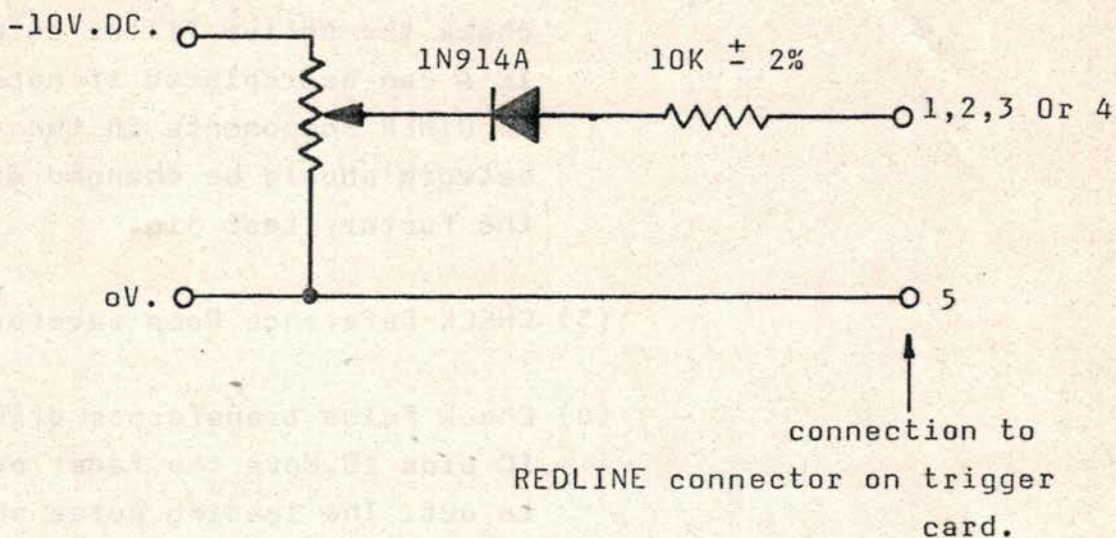 -10V.DC.
1N914A
10K ± 2%
1,2,3 Or 4
oV.
5
connection to
REDLINE connector on trigger
card.